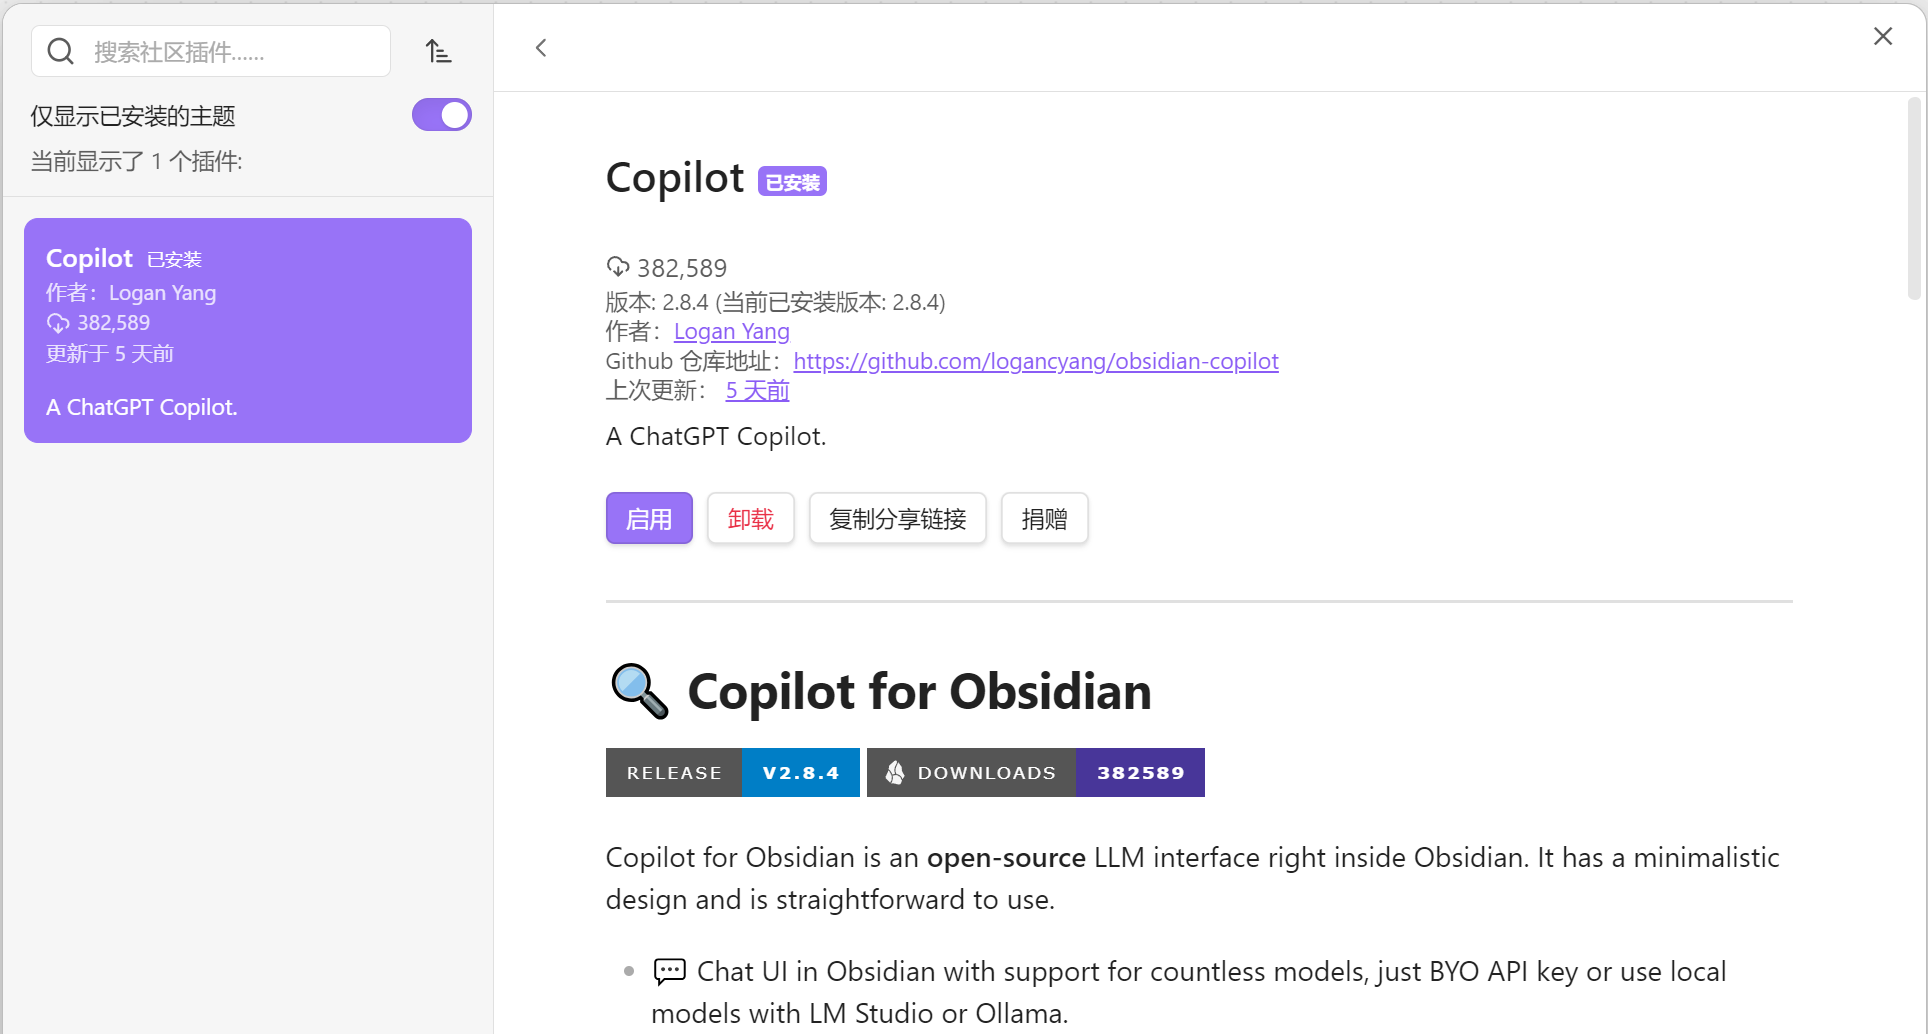 搜索社区插件......
仅显示已安装的主题
当前显示了 1 个插件:
Copilot 已安装
作者：Logan Yang
382,589
更新于 5 天前
A ChatGPT Copilot.
Copilot 已安装
382,589
版本: 2.8.4 (当前已安装版本: 2.8.4)
作者：Logan Yang
Github 仓库地址：https://github.com/logancyang/obsidian-copilot
上次更新：5 天前
A ChatGPT Copilot.
启用 卸载 复制分享链接 捐赠
Copilot for Obsidian
RELEASE V2.8.4 DOWNLOADS 382589
Copilot for Obsidian is an open-source LLM interface right inside Obsidian. It has a minimalistic
design and is straightforward to use.
Chat UI in Obsidian with support for countless models, just BYO API key or use local
models with LM Studio or Ollama.